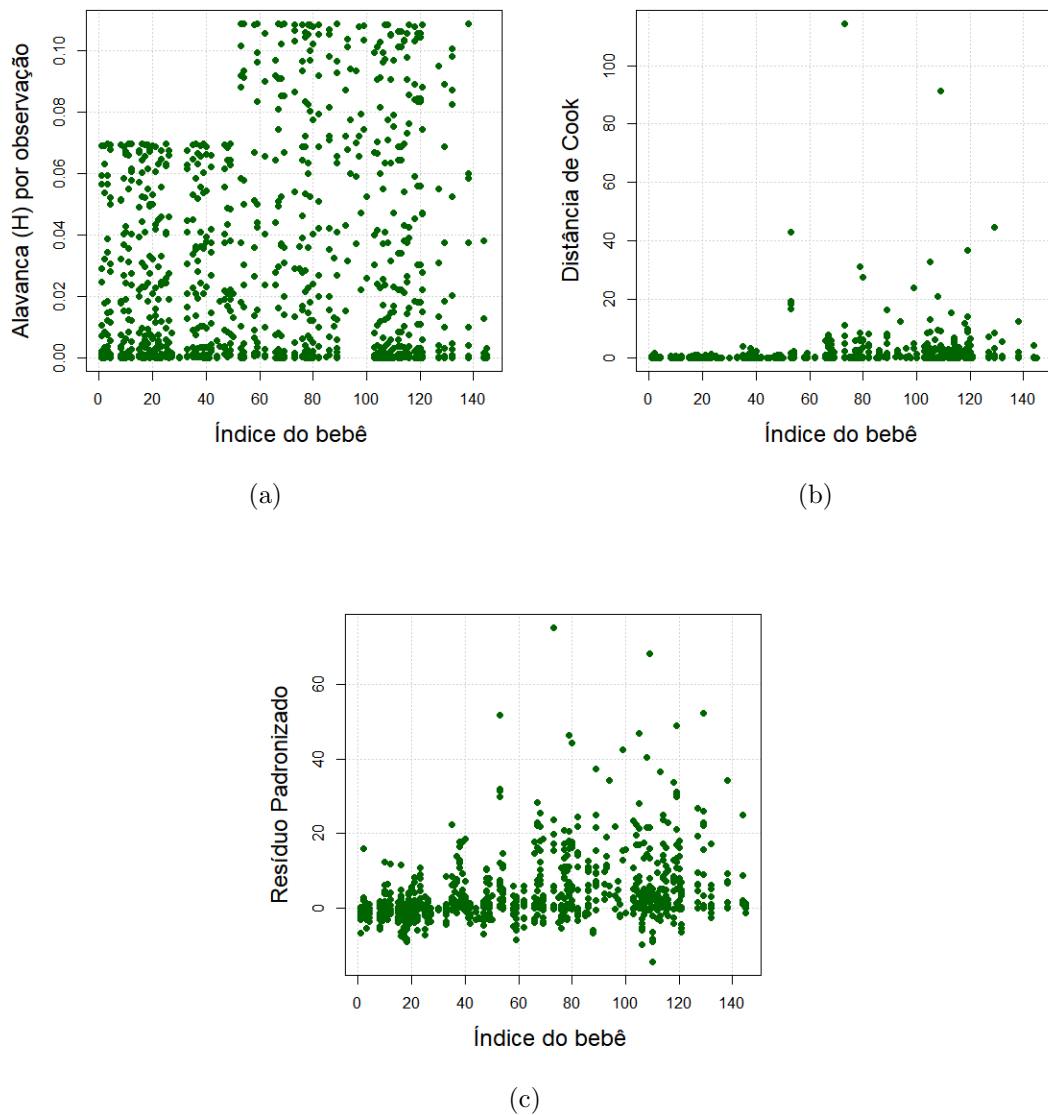 Alavanca (H) por observação
0.00 0.02 0.04 0.06 0.08 0.10
0 20 40 60 80 100 120 140
Índice do bebê
(a)
Distância de Cook
0 20 40 60 80 100
0 20 40 60 80 100 120 140
Índice do bebê
(b)
Resíduo Padronizado
0 20 40 60
0 20 40 60 80 100 120 140
Índice do bebê
(c)